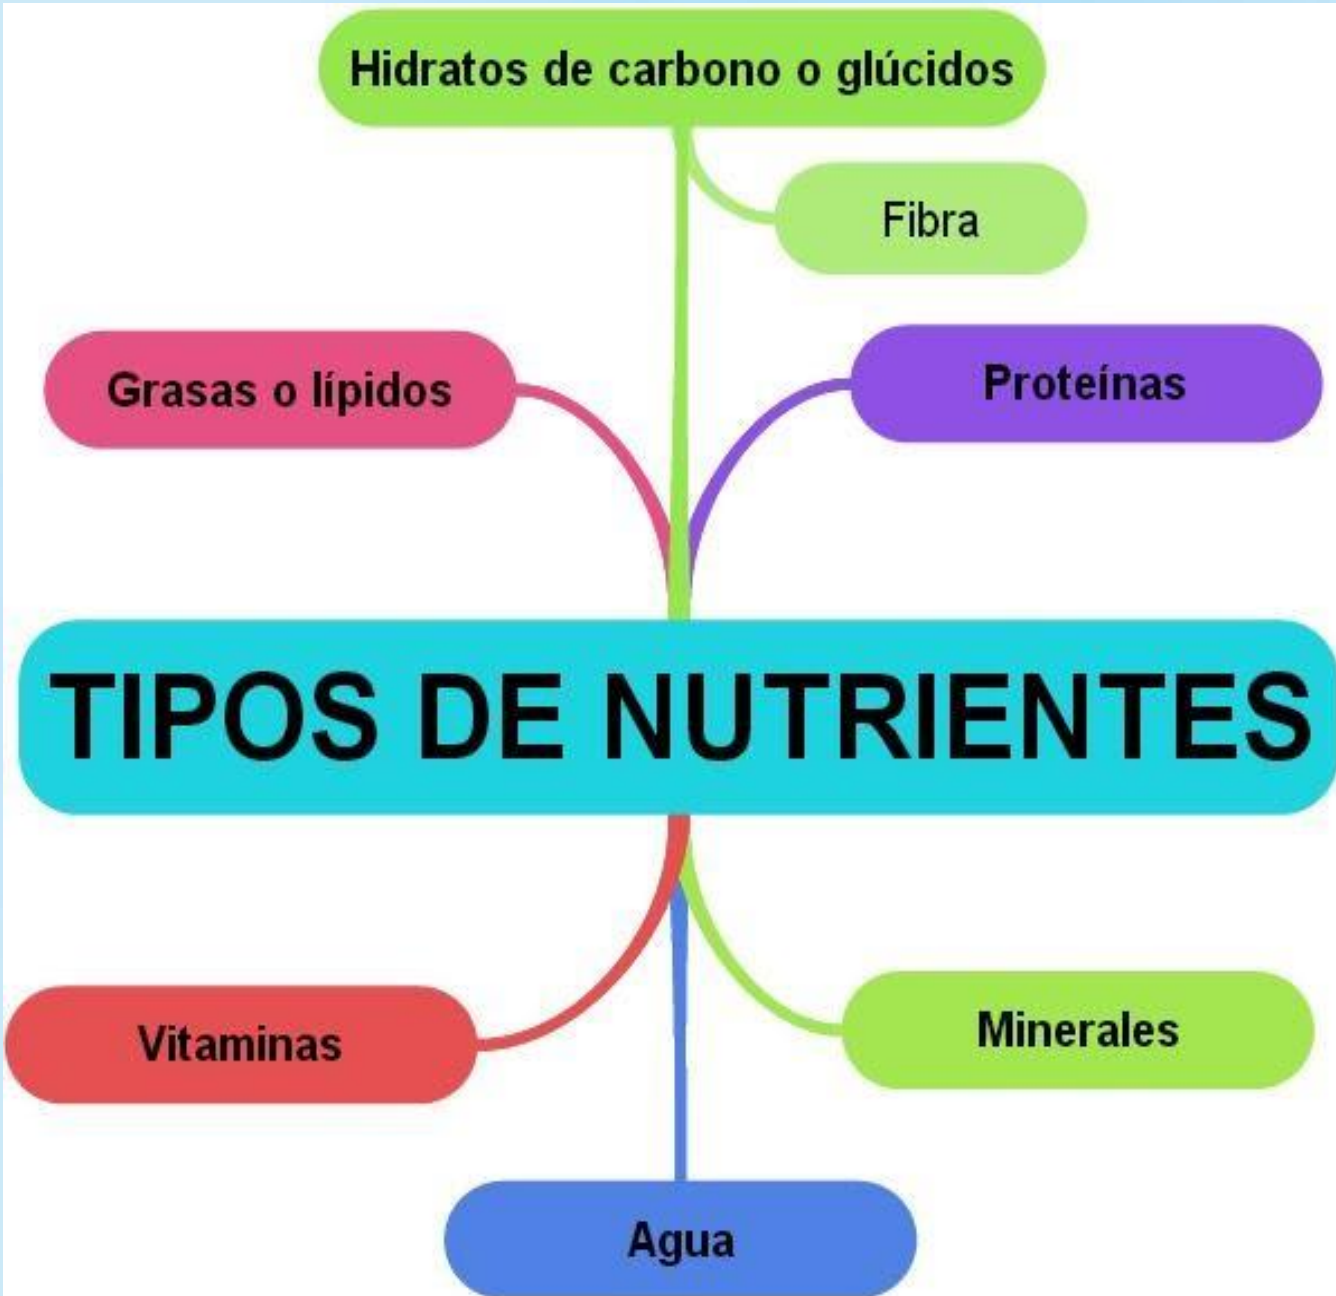 Hidratos de carbono o glúcidos
Fibra
Grasas o lípidos
Proteínas
TIPOS DE NUTRIENTES
Vitaminas
Minerales
Agua